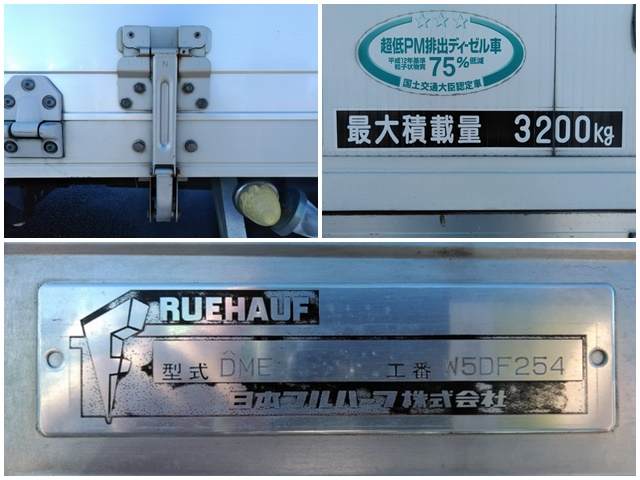 N
超低PM排出ディーゼル車
平成12年基準
粒子状物質 75%低減
国土交通大臣認定車
最大積載量 3200kg
RUEHAUF
型式 DME 工番 W5DF254
日本フルハーフ株式会社